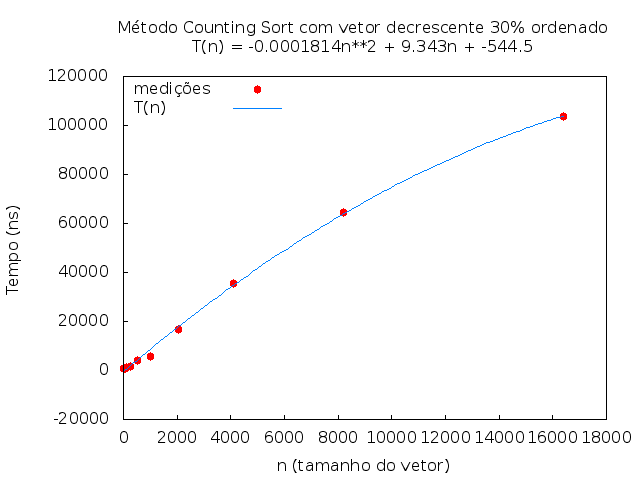 Método Counting Sort com vetor decrescente 30% ordenado
T(n) = -0.0001814n**2 + 9.343n + -544.5
120000
100000
80000
60000
40000
20000
0
-20000
medições
T(n)
Tempo (ns)
0 2000 4000 6000 8000 10000 12000 14000 16000 18000
n (tamanho do vetor)